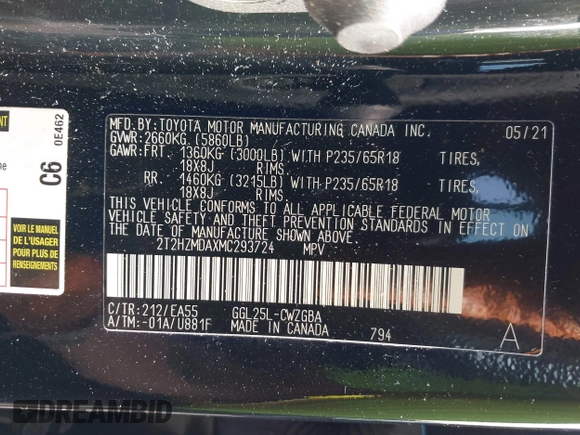 MFD.BY:TOYOTA MOTOR MANUFACTURING CANADA INC. 05/21
GVWR:2660KG (5860LB)
GAWR:FRT. 1360KG (3000LB) WITH P235/65R18 TIRES,
18X8J RIMS,
RR. 1460KG (3215LB) WITH P235/65R18 TIRES,
18X8J RIMS.
THIS VEHICLE CONFORMS TO ALL APPLICABLE FEDERAL MOTOR
VEHICLE SAFETY AND THEFT PREVENTION STANDARDS IN EFFECT ON
THE DATE OF MANUFACTURE SHOWN ABOVE.
2T2HZMDAXMC293724 MPV
C/TR:212/EA55 GGL25L-CWZGBA
A/TM:-01A/U881F MADE IN CANADA 794 A
C6 0E462
VOIR LE MANUEL
DE L'USAGER
POUR PLUS DE
RENSEIGNEMENTS
DREAMBID